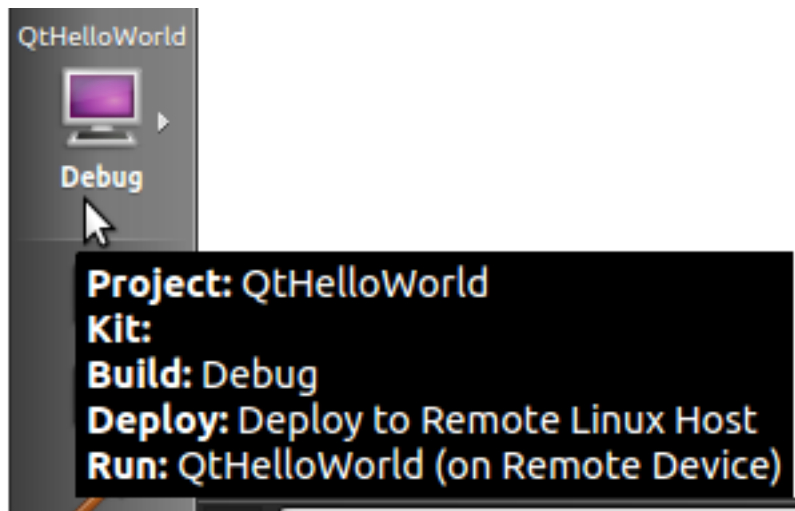 QtHelloWorld
Debug
Project: QtHelloWorld
Kit:
Build: Debug
Deploy: Deploy to Remote Linux Host
Run: QtHelloWorld (on Remote Device)